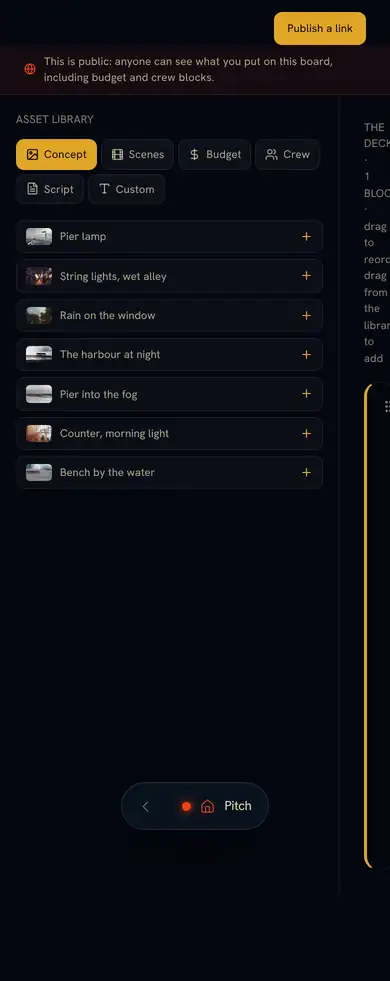 Publish a link
This is public: anyone can see what you put on this board,
including budget and crew blocks.
ASSET LIBRARY
Concept
Scenes
Budget
Crew
Script
Custom
Pier lamp
String lights, wet alley
Rain on the window
The harbour at night
Pier into the fog
Counter, morning light
Bench by the water
THE
DECK
·
1
·
drag
to
drag
from
the
to
add
Pitch